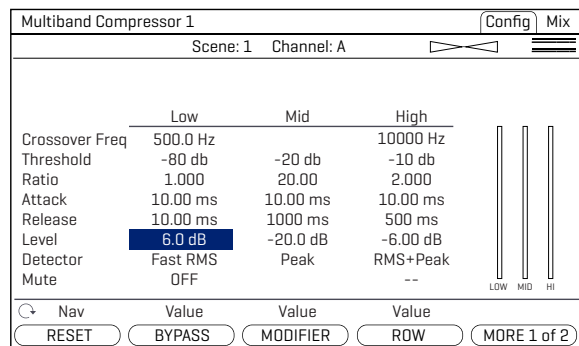 Multiband Compressor 1 Config Mix
Scene: 1 Channel: A
Low Mid High
Crossover Freq 500.0 Hz 10000 Hz
Threshold -80 db -20 db -10 db
Ratio 1.000 20.00 2.000
Attack 10.00 ms 10.00 ms 10.00 ms
Release 10.00 ms 1000 ms 500 ms
Level 6.0 dB -20.0 dB -6.00 dB
Detector Fast RMS Peak RMS+Peak
Mute OFF --
LOW MID HI
Nav Value Value Value
RESET BYPASS MODIFIER ROW MORE 1 of 2